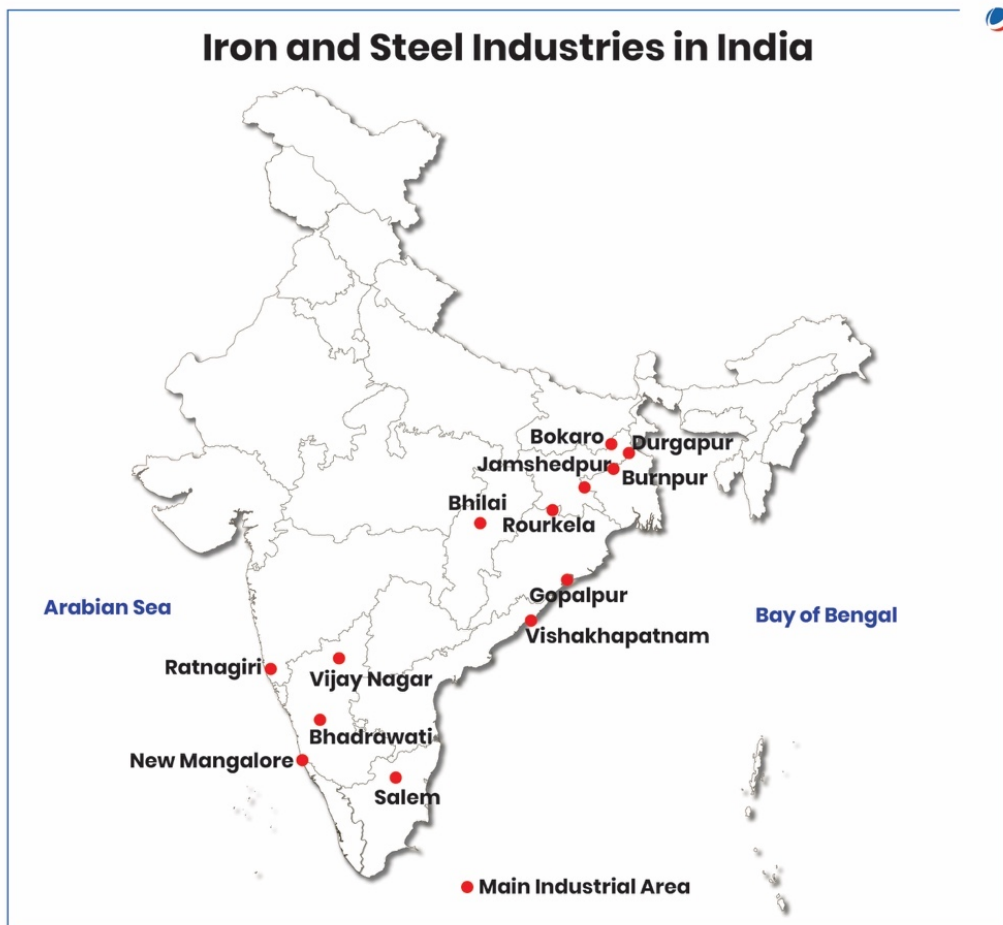 Iron and Steel Industries in India
Bokaro
Durgapur
Jamshedpur
Burnpur
Bhilai
Rourkela
Gopalpur
Arabian Sea
Bay of Bengal
Vishakhapatnam
Ratnagiri
Vijay Nagar
Bhadrawati
New Mangalore
Salem
Main Industrial Area